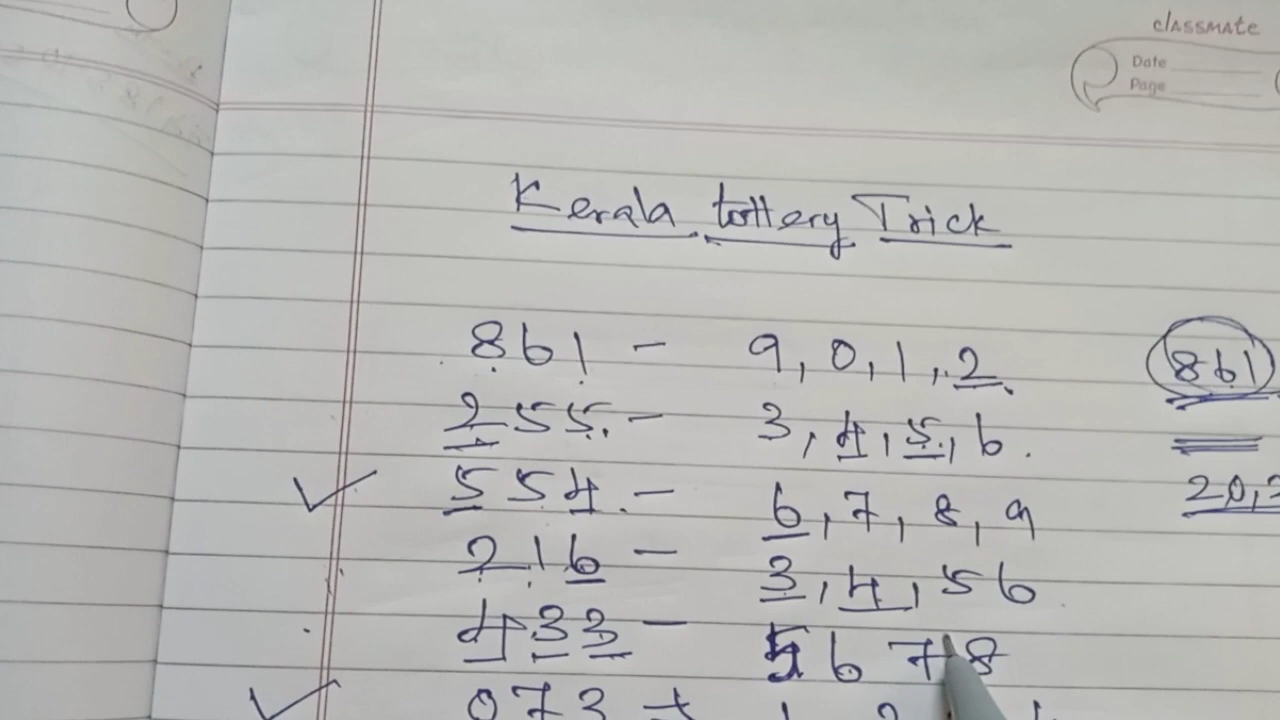 classmate
Date
Page
Kerala lottery Trick
861 - 9, 0, 1, 2.
861
255. - 3, 4, 5, 6.
554. - 6, 7, 8, 9
20,
216 - 3, 4, 56
433 - 5 6 7 8
073